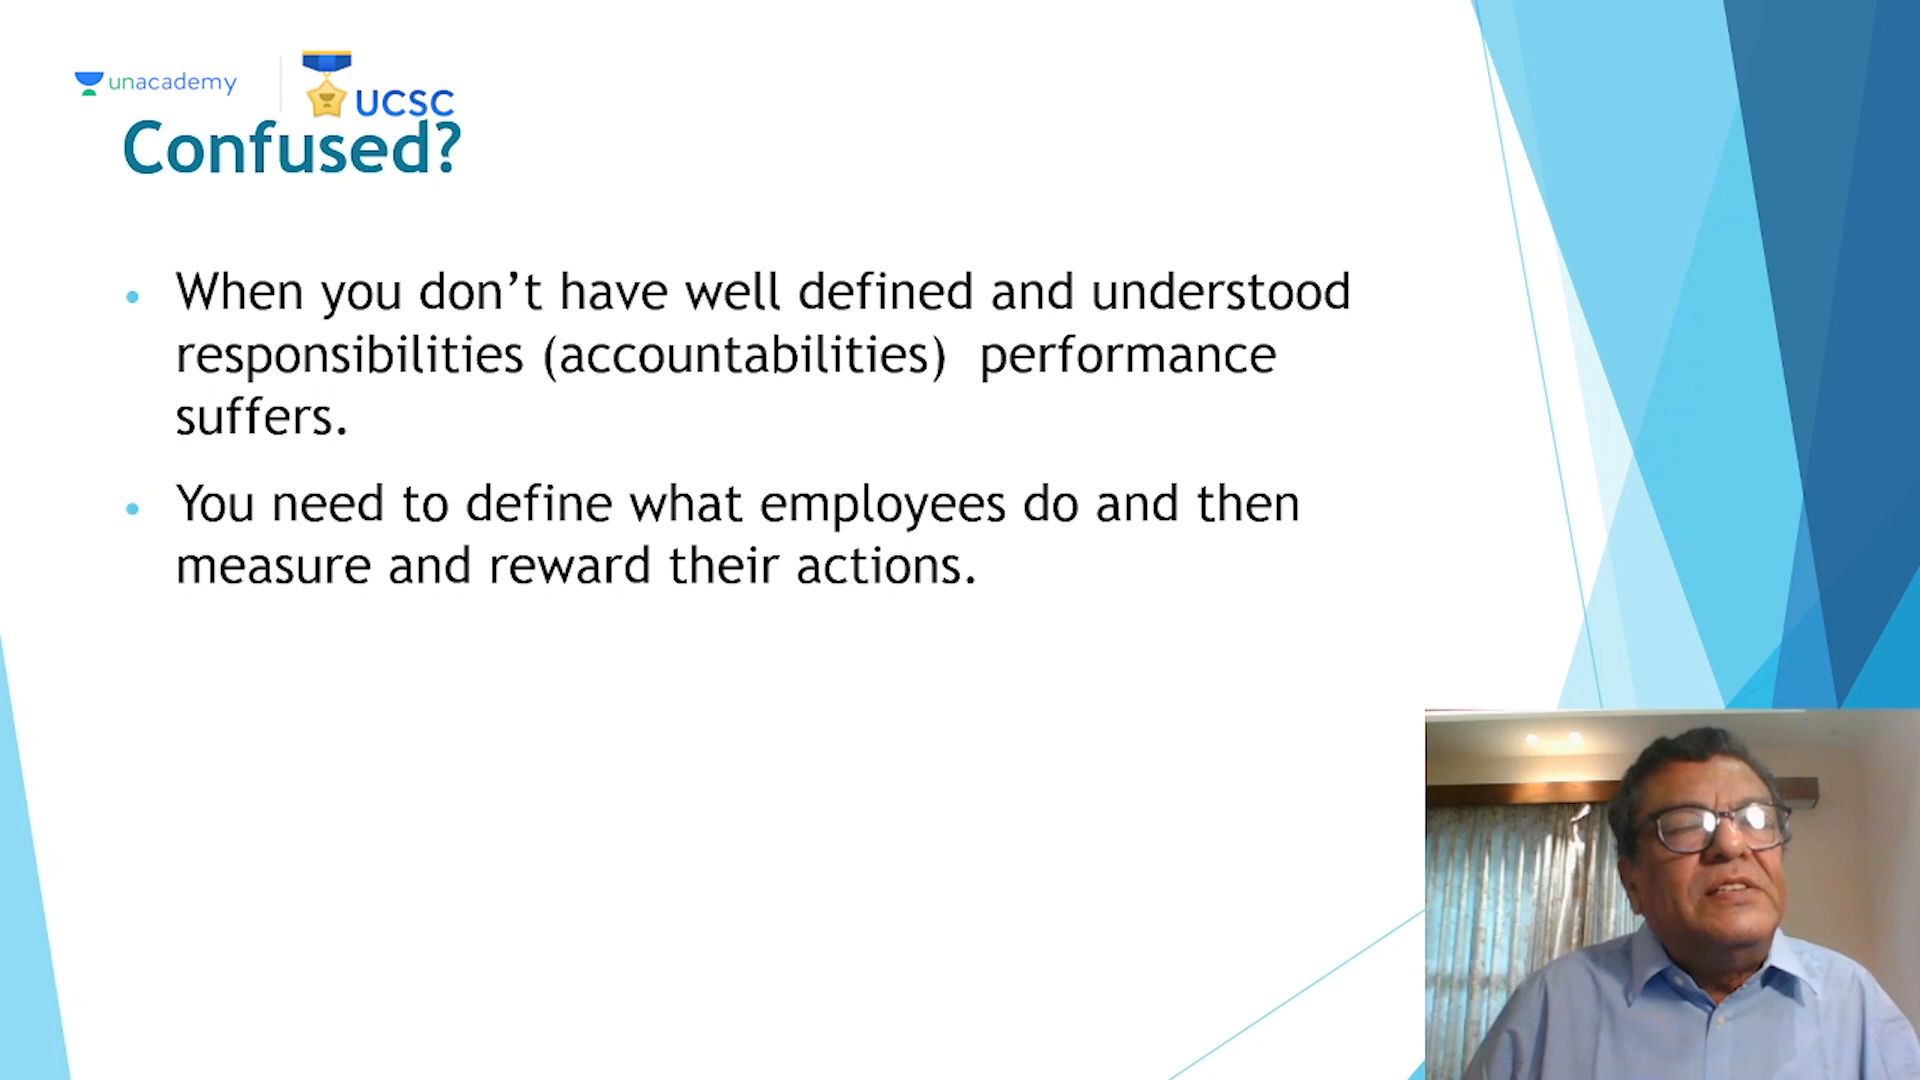 unacademy
UCSC
Confused?
• When you don’t have well defined and understood
responsibilities (accountabilities)  performance
suffers.
• You need to define what employees do and then
measure and reward their actions.